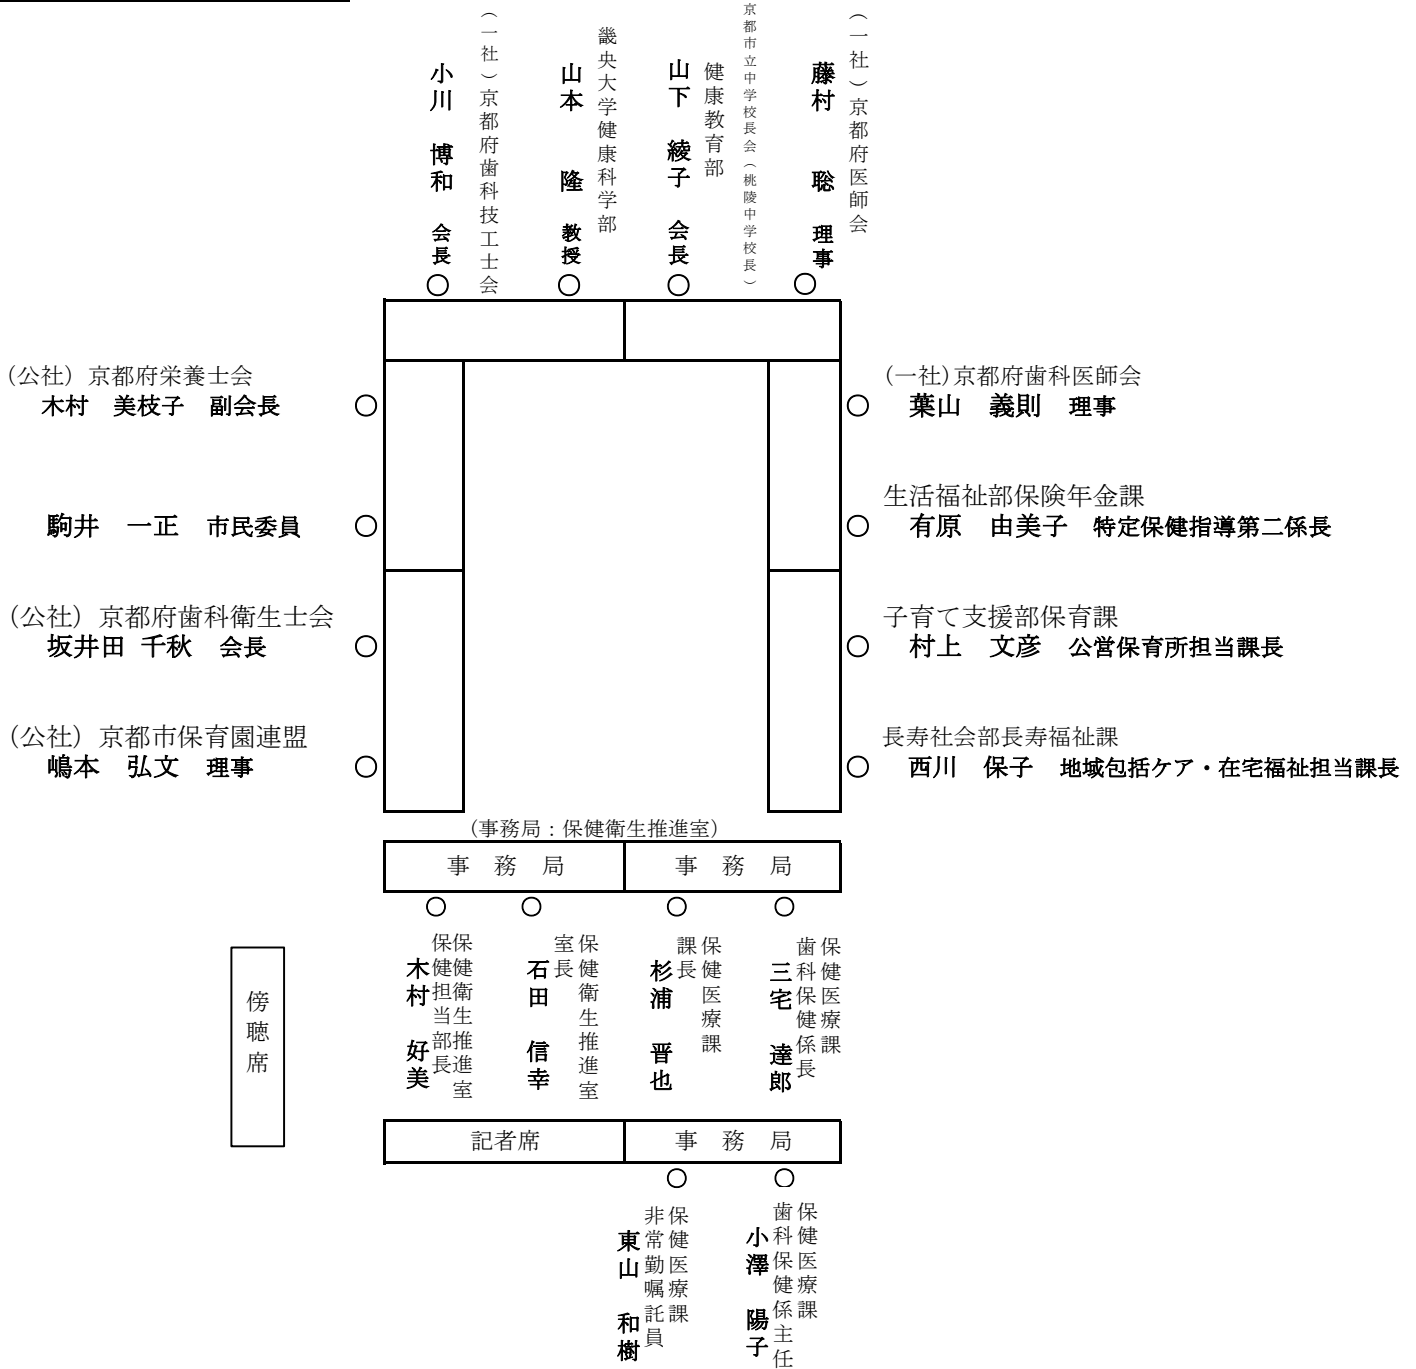 （一社）京都府医師会
藤村　聡　理事
京都市立中学校長会（桃陵中学校長）
健康教育部
山下　綾子　会長
畿央大学健康科学部
山本　隆　教授
（一社）京都府歯科技工士会
小川　博和　会長
（公社）京都府栄養士会
木村　美枝子　副会長
駒井　一正　市民委員
（公社）京都府歯科衛生士会
坂井田 千秋　会長
（公社）京都市保育園連盟
嶋本　弘文　理事
(一社)京都府歯科医師会
葉山　義則　理事
生活福祉部保険年金課
有原　由美子　特定保健指導第二係長
子育て支援部保育課
村上　文彦　公営保育所担当課長
長寿社会部長寿福祉課
西川　保子　地域包括ケア・在宅福祉担当課長
（事務局：保健衛生推進室）
事　務　局
事　務　局
保健医療課
歯科保健係長
三宅　達郎
保健医療課
課長
杉浦　晋也
保健衛生推進室
室長
石田　信幸
保健衛生推進室
保健担当部長
木村　好美
傍聴席
記者席
事　務　局
保健医療課
歯科保健係主任
小澤　陽子
保健医療課
非常勤嘱託員
東山　和樹